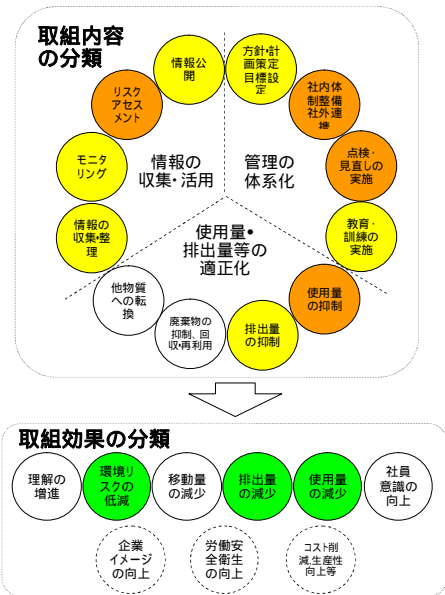 取組内容
の分類
情報公
開
方針・計
画策定
目標設
定
リスク
アセス
メント
社内体
制整備
社外連
携
モニタ
リング
情報の
収集・活用
管理の
体系化
点検・
見直しの
実施
情報の
収集・整
理
使用量・
排出量等の
適正化
教育・
訓練の
実施
他物質
への転
換
使用量
の抑制
廃棄物の
抑制、回
収・再利用
排出量
の抑制
取組効果の分類
理解の
増進
環境リ
スクの
低減
移動量
の減少
排出量
の減少
使用量
の減少
社員
意識の
向上
企業
イメージ
の向上
労働安
全衛生
の向上
コスト削
減、生産性
向上等